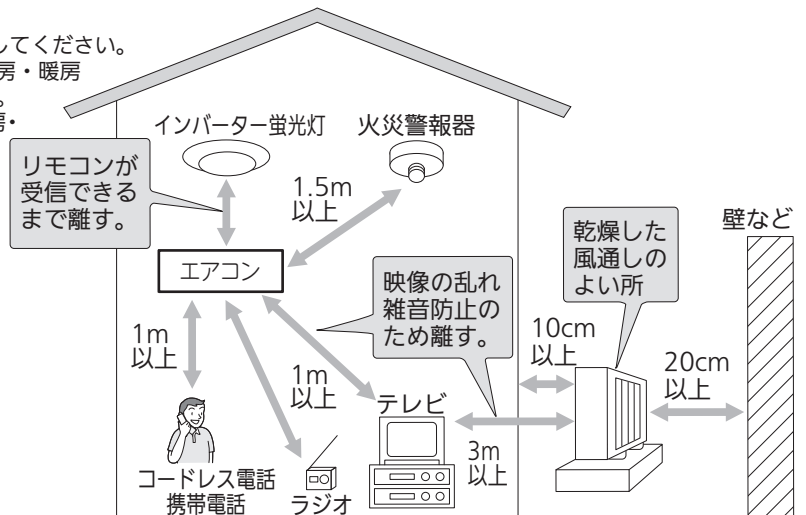 してください。
房・暖房
。
房・
インバーター蛍光灯
火災警報器
リモコンが
受信できる
まで離す。
1.5m
以上
エアコン
映像の乱れ
雑音防止の
ため離す。
乾燥した
風通しの
よい所
壁など
1m
以上
1m
以上
10cm
以上
20cm
以上
テレビ
3m
以上
コードレス電話
携帯電話
ラジオ